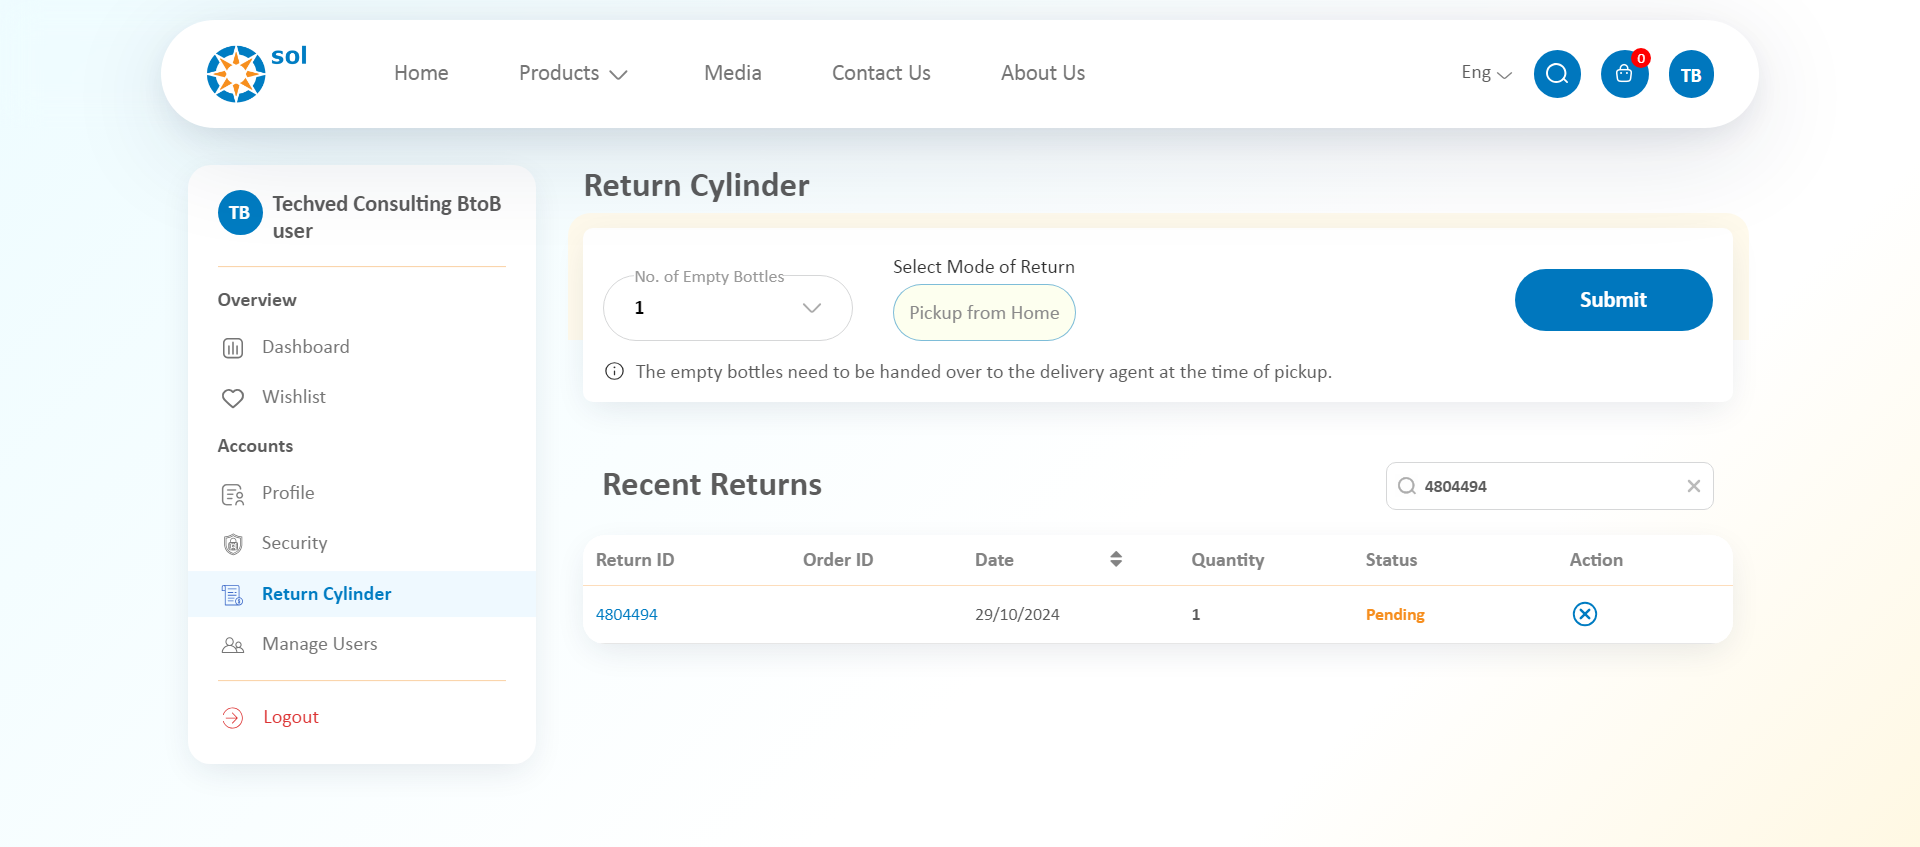 sol
Home
Products
Media
Contact Us
About Us
Eng
0
TB
TB
Techved Consulting BtoB
user
Overview
Dashboard
Wishlist
Accounts
Profile
Security
Return Cylinder
Manage Users
Logout
Return Cylinder
No. of Empty Bottles
1
Select Mode of Return
Pickup from Home
Submit
The empty bottles need to be handed over to the delivery agent at the time of pickup.
Recent Returns
4804494
Return ID Order ID Date Quantity Status Action
4804494 29/10/2024 1 Pending